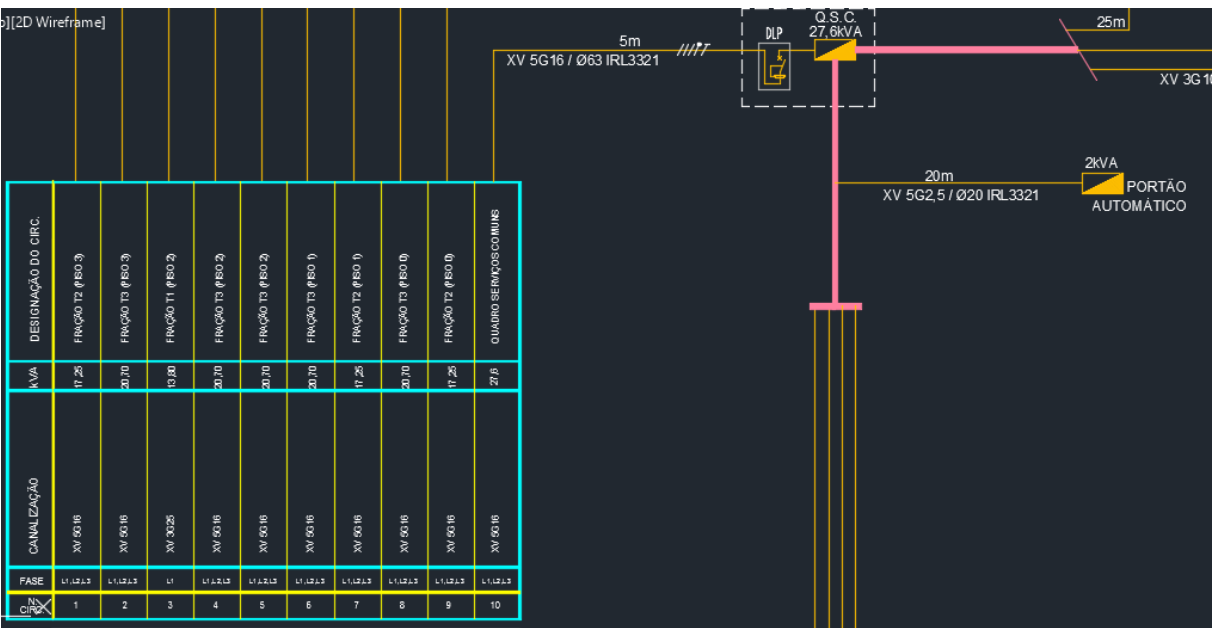 o][2D Wireframe]
5m
XV 5G16 / Ø63 IRL3321
DLP
Q.S.C.
27,6kVA
25m
XV 3G10
20m
XV 5G2,5 / Ø20 IRL3321
2kVA
PORTÃO
AUTOMÁTICO
DESIGNAÇÃO DO CIRC.
FRAÇÃO T2 (PISO 3)
FRAÇÃO T3 (PISO 3)
FRAÇÃO T1 (PISO 2)
FRAÇÃO T3 (PISO 2)
FRAÇÃO T3 (PISO 2)
FRAÇÃO T3 (PISO 1)
FRAÇÃO T2 (PISO 1)
FRAÇÃO T3 (PISO 0)
FRAÇÃO T2 (PISO 0)
QUADRO SERVIÇOS COMUNS
kVA
17,25
20,70
13,80
20,70
20,70
20,70
17,25
20,70
17,25
27,6
CANALIZAÇÃO
XV 5G16
XV 5G16
XV 3G25
XV 5G16
XV 5G16
XV 5G16
XV 5G16
XV 5G16
XV 5G16
XV 5G16
FASE
L1,L2,L3
L1,L2,L3
L1
L1,L2,L3
L1,L2,L3
L1,L2,L3
L1,L2,L3
L1,L2,L3
L1,L2,L3
L1,L2,L3
N.
CIRC.
1
2
3
4
5
6
7
8
9
10